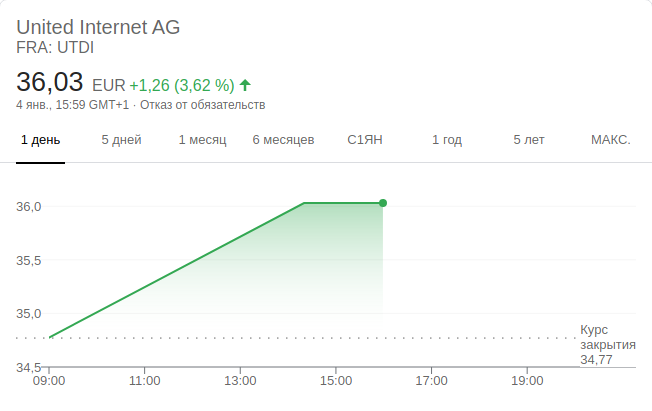 United Internet AG
FRA: UTDI
36,03 EUR +1,26 (3,62 %)
4 янв., 15:59 GMT+1 · Отказ от обязательств
1 день 5 дней 1 месяц 6 месяцев С1ЯН 1 год 5 лет МАКС.
36,0
35,5
35,0
Курс
закрытия
34,77
34,5
09:00 11:00 13:00 15:00 17:00 19:00